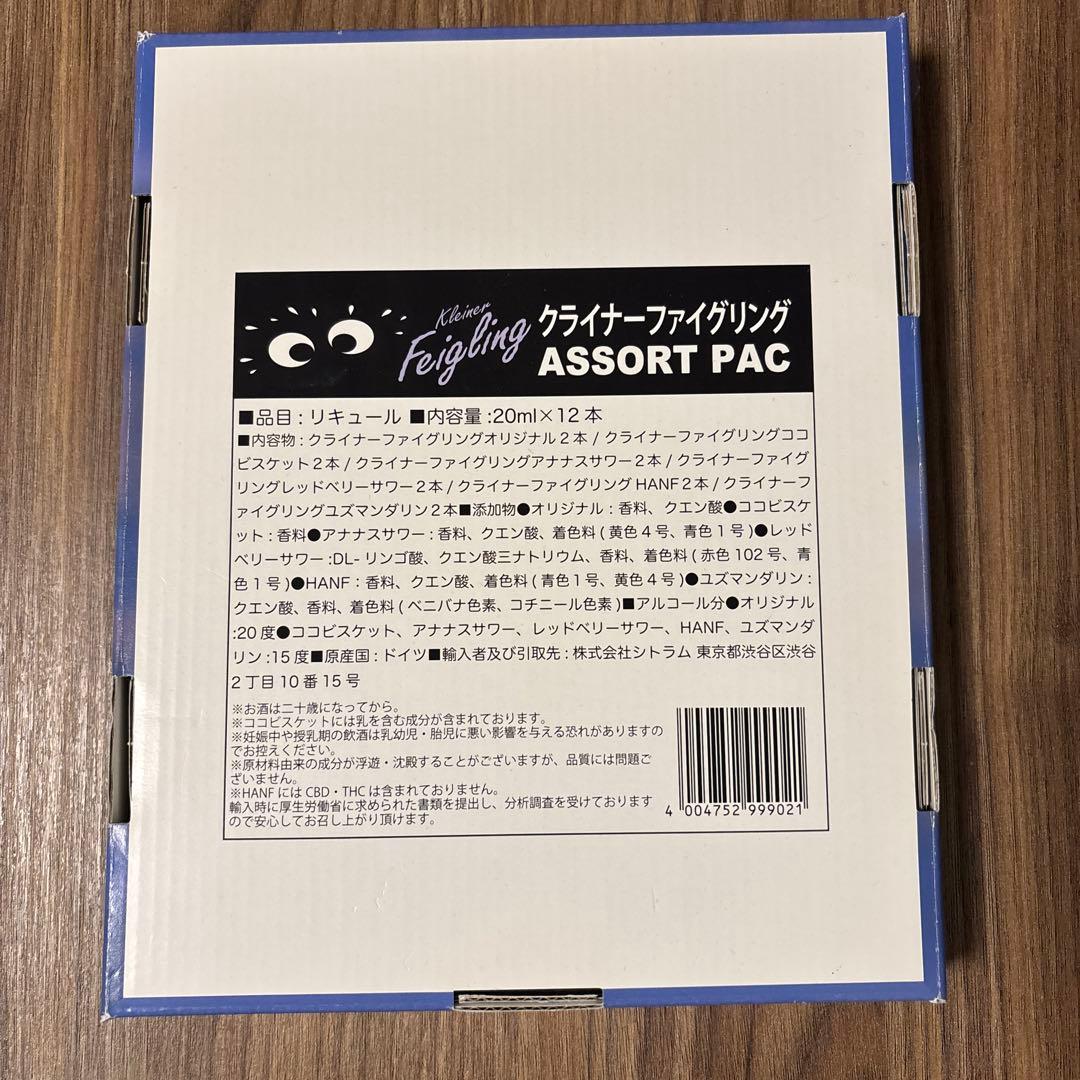 Kleiner
Feigling
クライナーファイグリング
ASSORT PAC
■品目 : リキュール ■内容量 :20ml×12 本
■内容物 : クライナーファイグリングオリジナル 2 本 / クライナーファイグリングココ
ビスケット 2 本 / クライナーファイグリングアナナスサワー 2 本 / クライナーファイグ
リングレッドベリーサワー 2 本 / クライナーファイグリング HANF 2 本 / クライナーフ
ァイグリングユズマンダリン 2 本■添加物●オリジナル : 香料、クエン酸●ココビスケ
ット : 香料●アナナスサワー : 香料、クエン酸、着色料 ( 黄色 4 号、青色 1 号 )●レッド
ベリーサワー :DL- リンゴ酸、クエン酸三ナトリウム、香料、着色料 ( 赤色 102 号、青
色 1 号 )●HANF : 香料、クエン酸、着色料 ( 青色 1 号、黄色 4 号 )●ユズマンダリン :
クエン酸、香料、着色料 ( ベニバナ色素、コチニール色素 )■アルコール分●オリジナル
:20 度●ココビスケット、アナナスサワー、レッドベリーサワー、HANF、ユズマンダ
リン :15 度■原産国 : ドイツ■輸入者及び引取先 : 株式会社シトラム 東京都渋谷区渋谷
2 丁目 10 番 15 号
※お酒は二十歳になってから。
※ココビスケットには乳を含む成分が含まれております。
※妊娠中や授乳期の飲酒は乳幼児・胎児に悪い影響を与える恐れがありますの
でお控えください。
※原材料由来の成分が浮遊・沈殿することがございますが、品質には問題ご
ざいません。
※HANF には CBD・THC は含まれておりません。
輸入時に厚生労働省に求められた書類を提出し、分析調査を受けております
ので安心してお召し上がり頂けます。
4 004752 999021